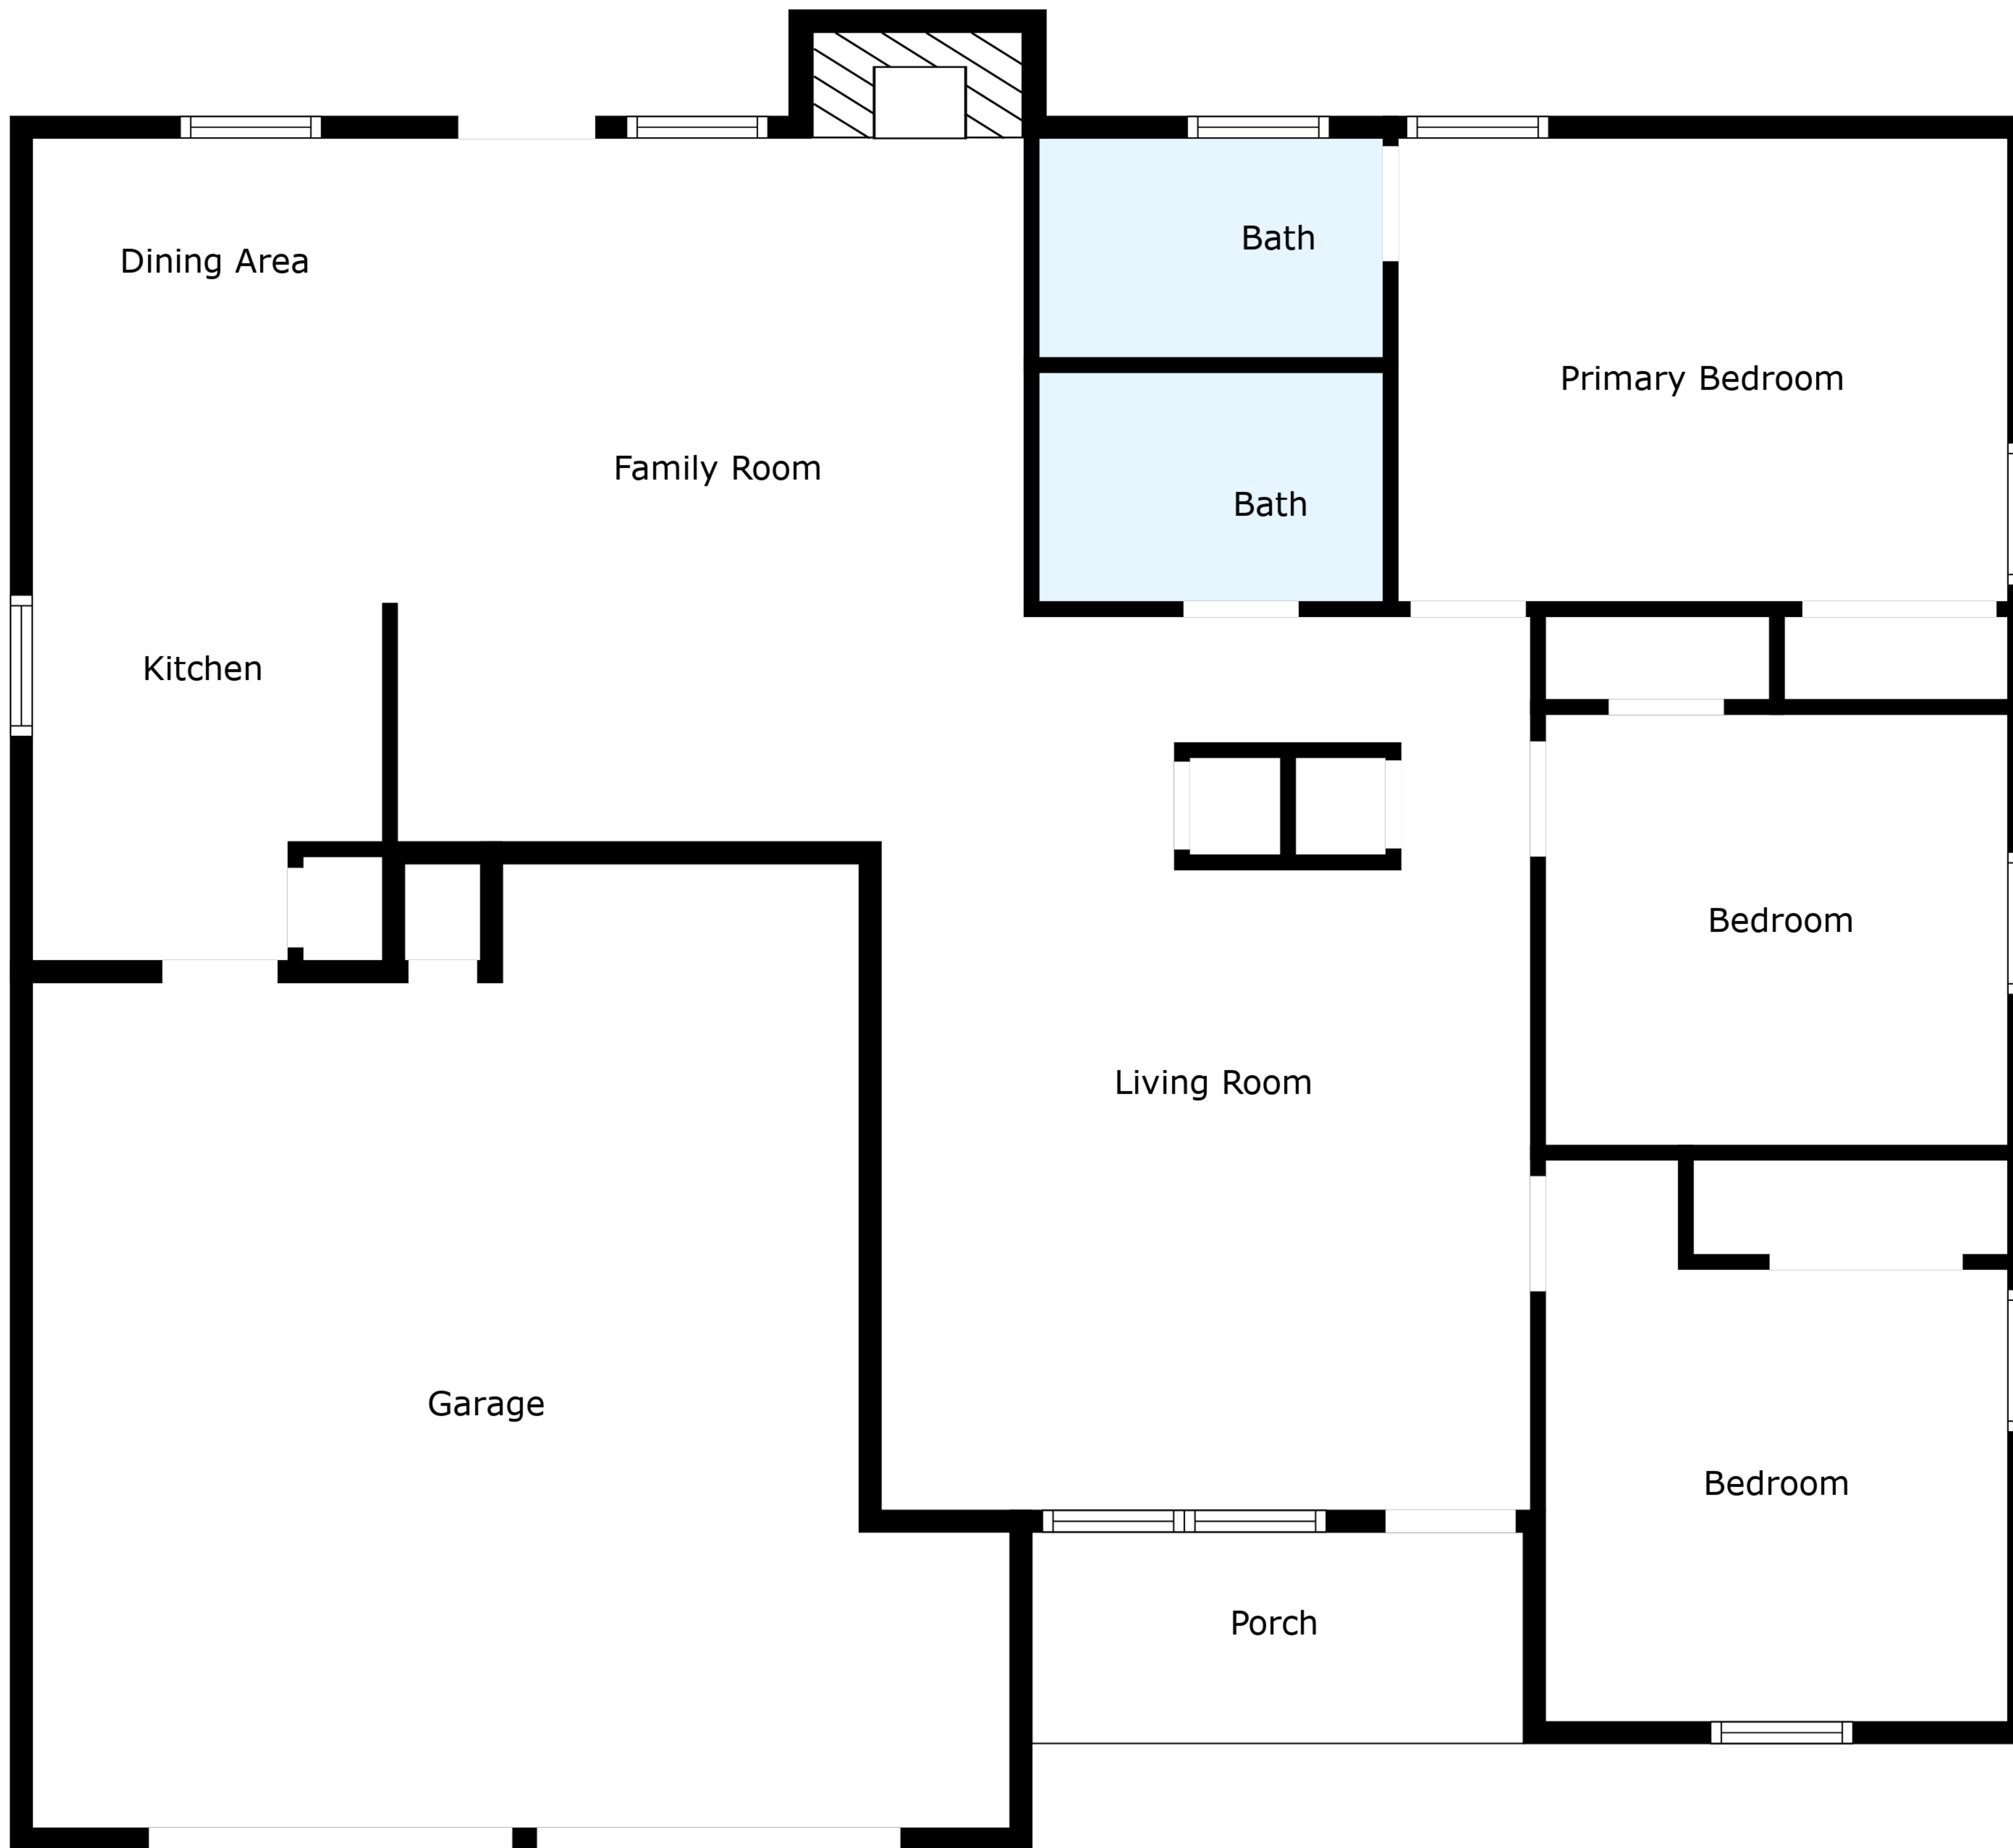 Bath
Dining Area
Primary Bedroom
Family Room
Bath
Kitchen
Bedroom
Living Room
Garage
Bedroom
Porch